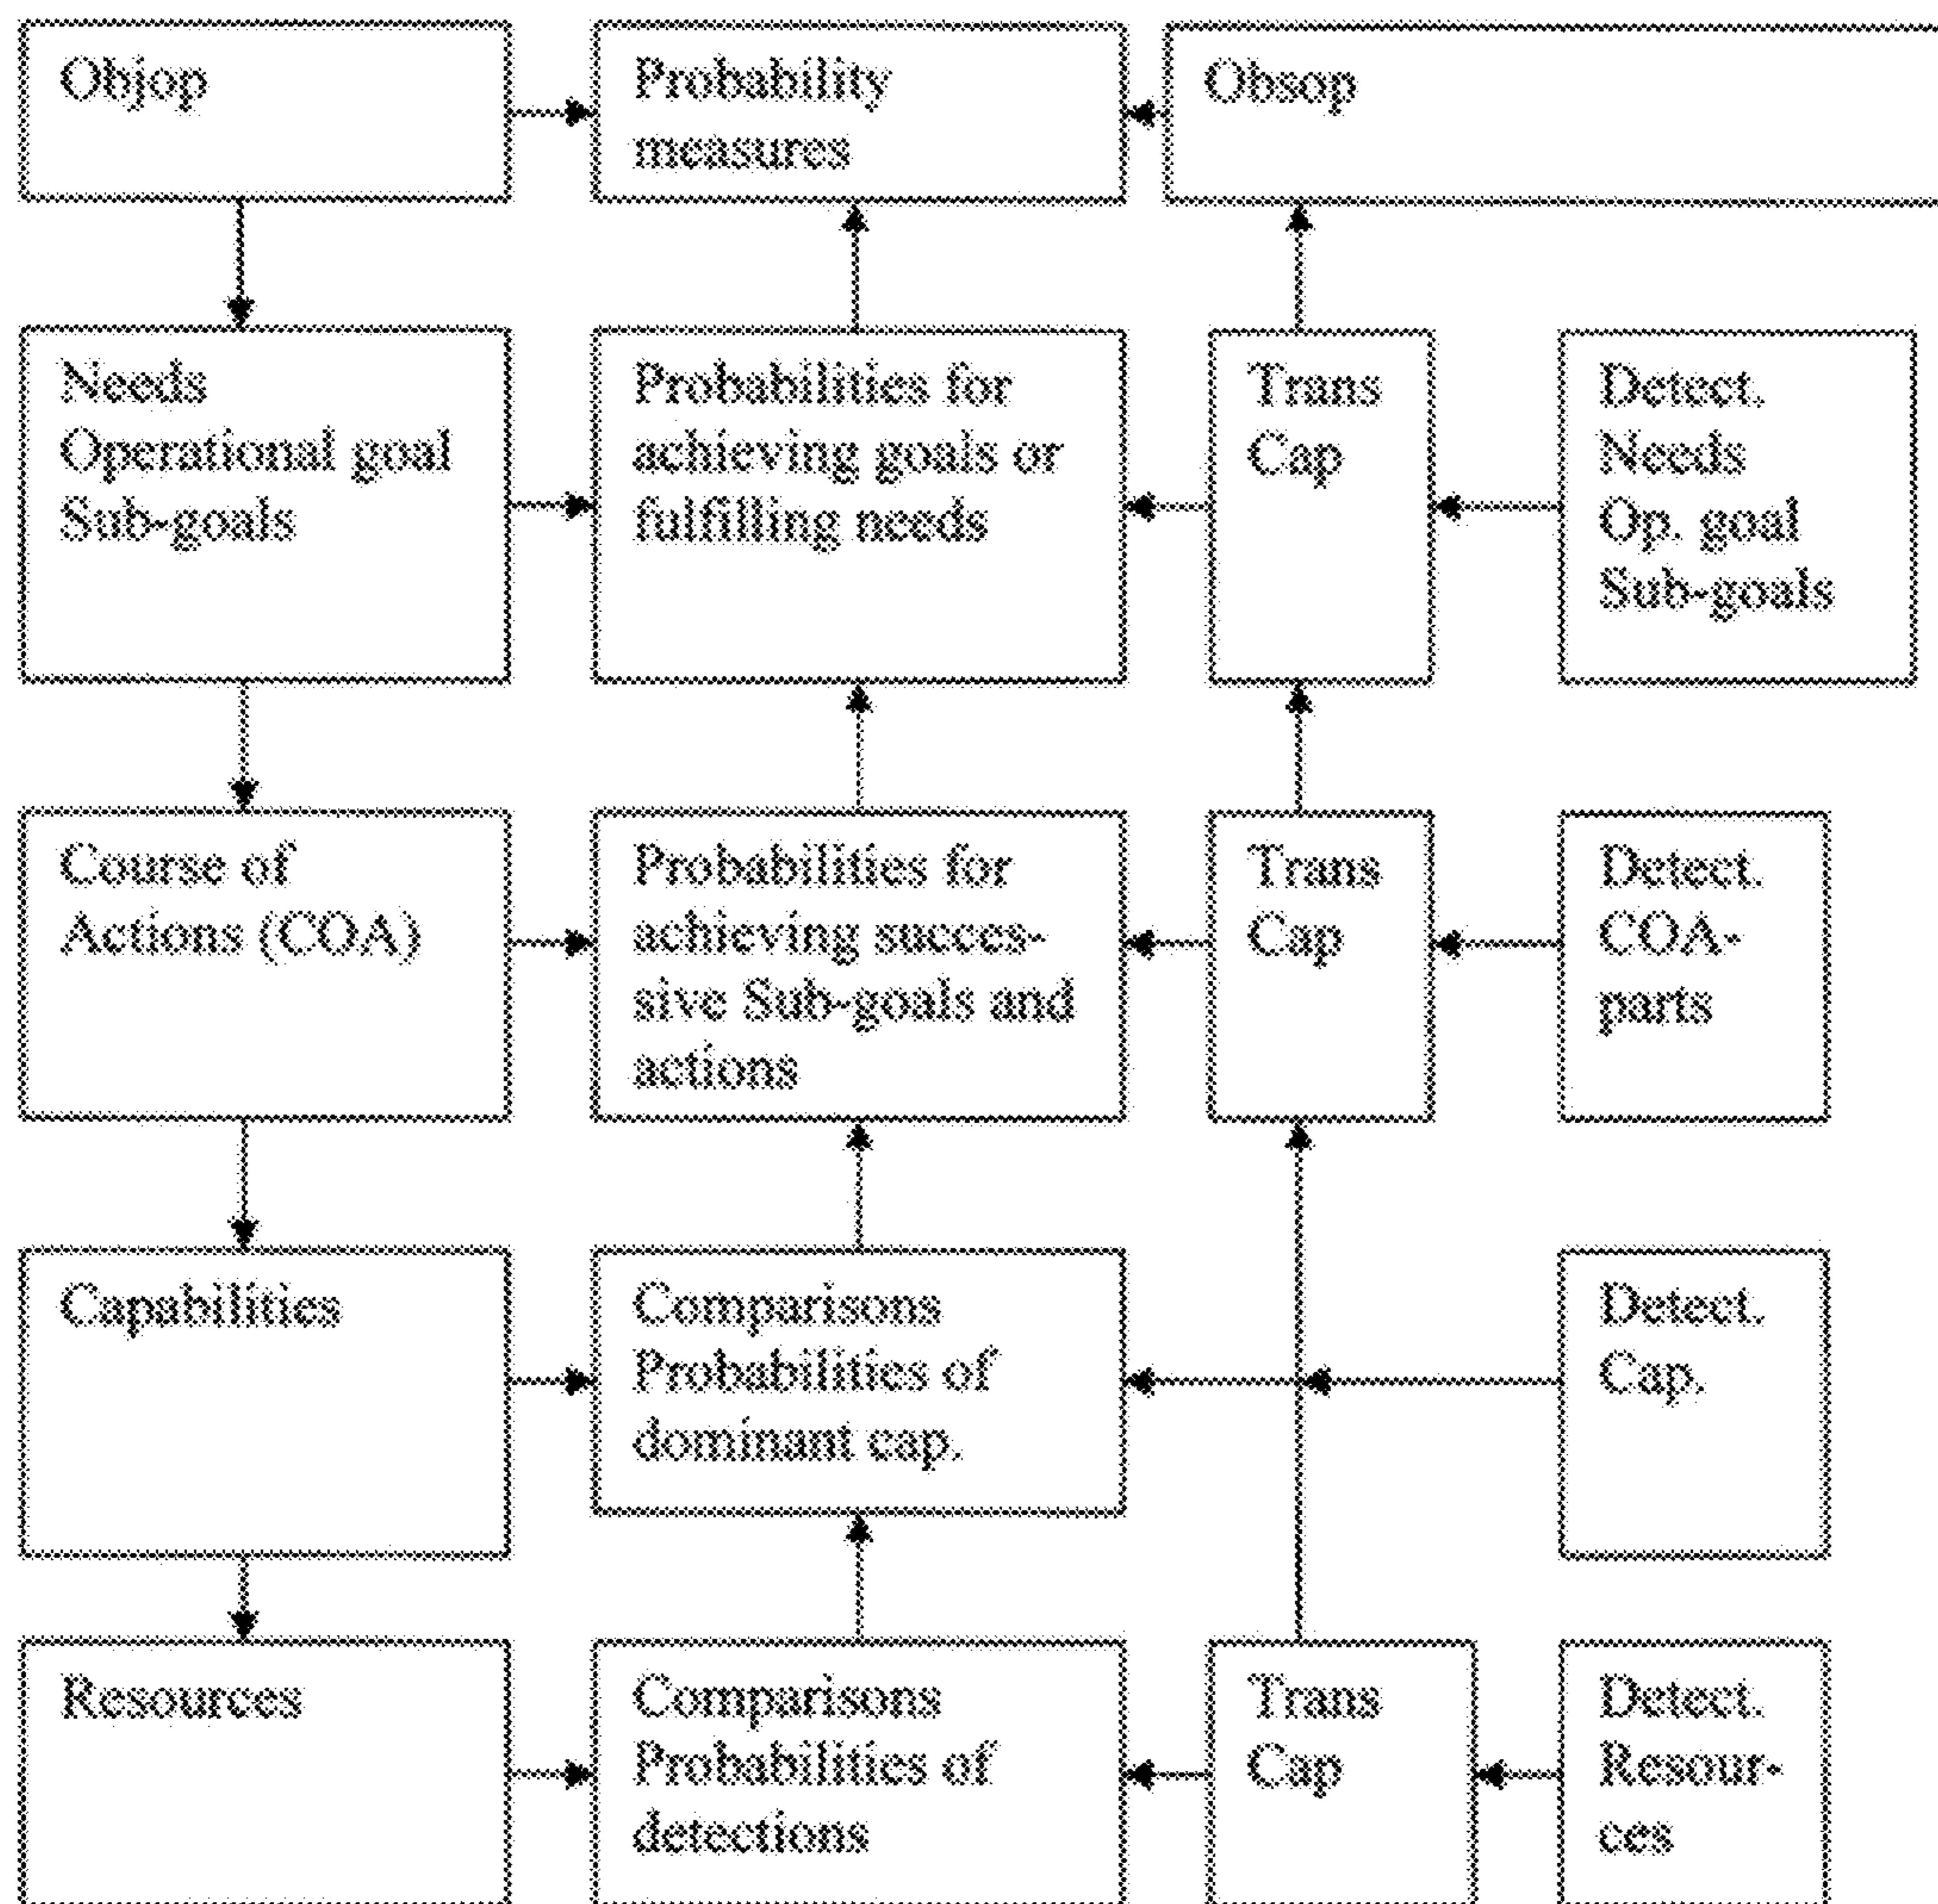 Objop
Probability
measures
Obsop
Needs
Operational goal
Sub-goals
Probabilities for
achieving goals or
fulfilling needs
Trans
Cap
Detect.
Needs
Op. goal
Sub-goals
Course of
Actions (COA)
Probabilities for
achieving succes-
sive Sub-goals and
actions
Trans
Cap
Detect.
COA-
parts
Capabilities
Comparisons
Probabilities of
dominant cap.
Detect.
Cap.
Resources
Comparisons
Probabilities of
detections
Trans
Cap
Detect.
Resour-
ces